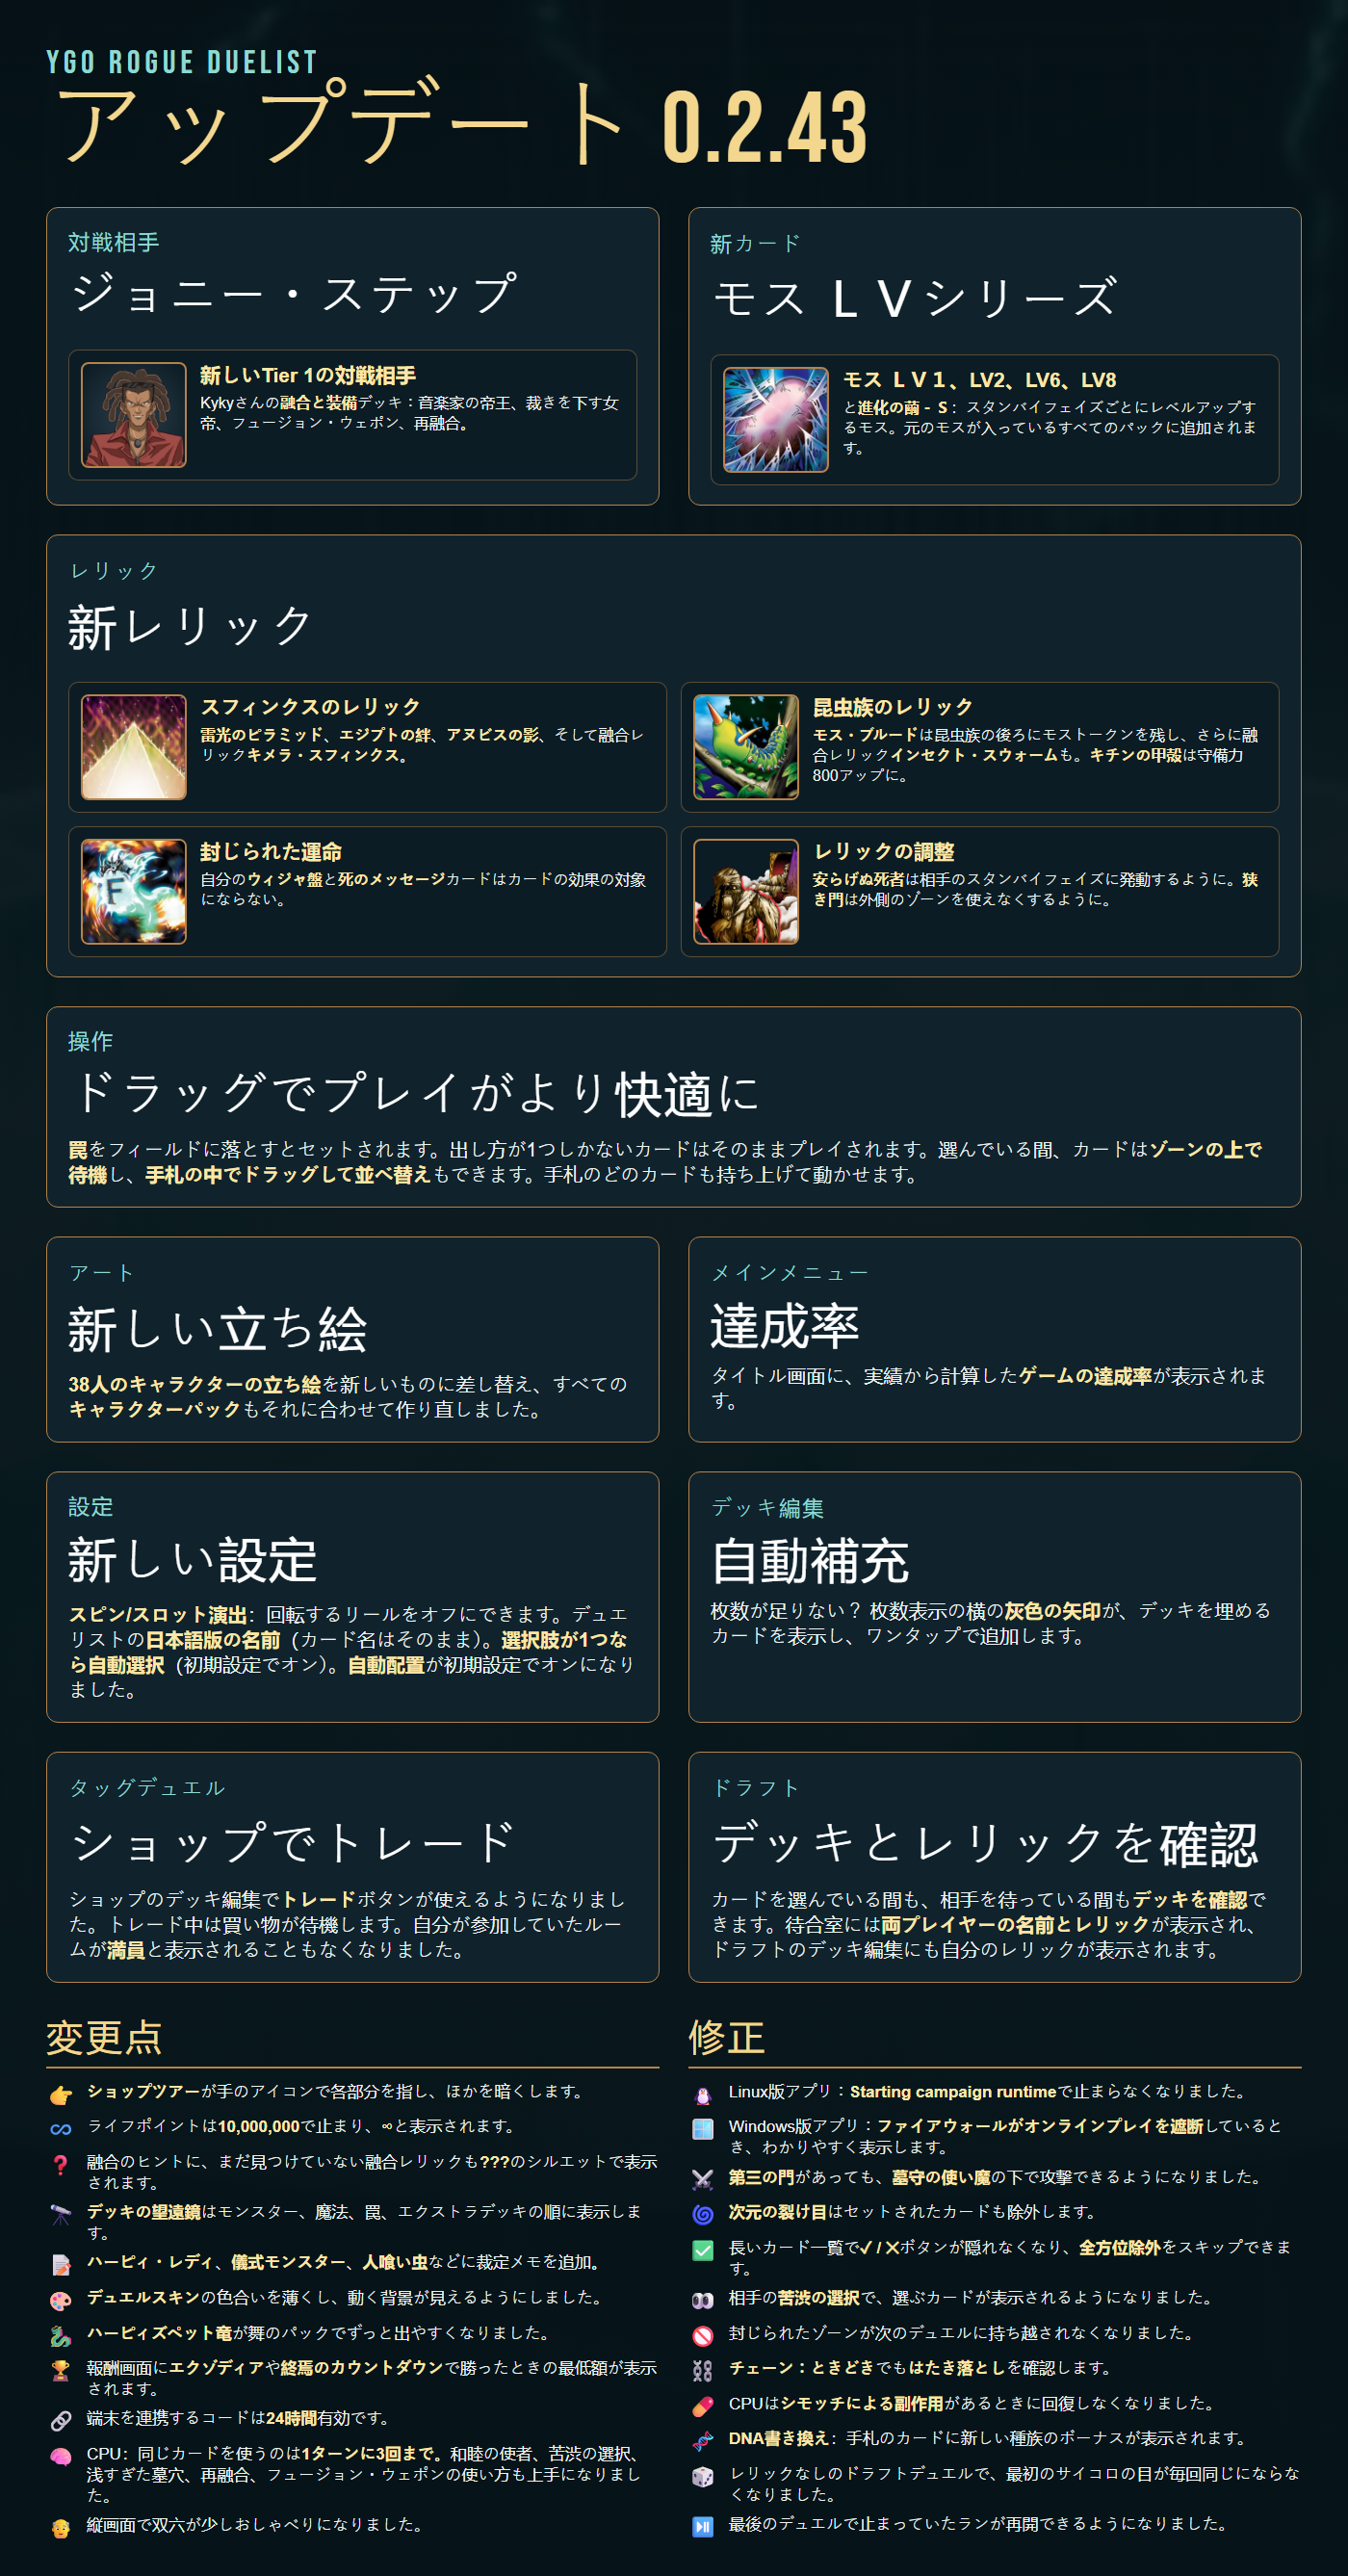 YGO ROGUE DUELIST
アップデート 0.2.43
対戦相手
ジョニー・ステップ
新しいTier 1の対戦相手
Kykyさんの融合と装備デッキ：音楽家の帝王、裁きを下す女
帝、フュージョン・ウェポン、再融合。
新カード
モス ＬＶシリーズ
モス ＬＶ１、LV2、LV6、LV8
と進化の繭 - S：スタンバイフェイズごとにレベルアップす
るモス。元のモスが入っているすべてのパックに追加されま
す。
レリック
新レリック
スフィンクスのレリック
雷光のピラミッド、エジプトの絆、アヌビスの影、そして融合レ
リックキメラ・スフィンクス。
昆虫族のレリック
モス・ブルードは昆虫族の後ろにモストークンを残し、さらに融
合レリックインセクト・スウォームも。キチンの甲殻は守備力
800アップに。
封じられた運命
自分のウィジャ盤と死のメッセージカードはカードの効果の対象
にならない。
レリックの調整
安らげぬ死者は相手のスタンバイフェイズに発動するように。狭
き門は外側のゾーンを使えなくするように。
操作
ドラッグでプレイがより快適に
罠をフィールドに落とすとセットされます。出し方が1つしかないカードはそのままプレイされます。選んでいる間、カードはゾーンの上で
待機し、手札の中でドラッグして並べ替えもできます。手札のどのカードも持ち上げて動かせます。
アート
新しい立ち絵
38人のキャラクターの立ち絵を新しいものに差し替え、すべての
キャラクターパックもそれに合わせて作り直しました。
メインメニュー
達成率
タイトル画面に、実績から計算したゲームの達成率が表示されま
す。
設定
新しい設定
スピン/スロット演出：回転するリールをオフにできます。デュエ
リストの日本語版の名前（カード名はそのまま）。選択肢が1つな
ら自動選択（初期設定でオン）。自動配置が初期設定でオンになり
ました。
デッキ編集
自動補充
枚数が足りない？ 枚数表示の横の灰色の矢印が、デッキを埋める
カードを表示し、ワンタップで追加します。
タッグデュエル
ショップでトレード
ショップのデッキ編集でトレードボタンが使えるようになりまし
た。トレード中は買い物が待機します。自分が参加していたルー
ムが満員と表示されることもなくなりました。
ドラフト
デッキとレリックを確認
カードを選んでいる間も、相手を待っている間もデッキを確認で
きます。待合室には両プレイヤーの名前とレリックが表示され、
ドラフトのデッキ編集にも自分のレリックが表示されます。
変更点
ショップツアーが手のアイコンで各部分を指し、ほかを暗くします。
ライフポイントは10,000,000で止まり、∞と表示されます。
融合のヒントに、まだ見つけていない融合レリックも???のシルエットで表示
されます。
デッキの望遠鏡はモンスター、魔法、罠、エクストラデッキの順に表示しま
す。
ハーピィ・レディ、儀式モンスター、人喰い虫などに裁定メモを追加。
デュエルスキンの色合いを薄くし、動く背景が見えるようにしました。
ハーピィズペット竜が舞のパックでずっと出やすくなりました。
報酬画面にエクゾディアや終焉のカウントダウンで勝ったときの最低額が表示
されます。
端末を連携するコードは24時間有効です。
CPU：同じカードを使うのは1ターンに3回まで。和睦の使者、苦渋の選択、
浅すぎた墓穴、再融合、フュージョン・ウェポンの使い方も上手になりまし
た。
縦画面で双六が少しおしゃべりになりました。
修正
Linux版アプリ：Starting campaign runtimeで止まらなくなりました。
Windows版アプリ：ファイアウォールがオンラインプレイを遮断していると
き、わかりやすく表示します。
第三の門があっても、墓守の使い魔の下で攻撃できるようになりました。
次元の裂け目はセットされたカードも除外します。
長いカード一覧で✓ / ✕ボタンが隠れなくなり、全方位除外をスキップできま
す。
相手の苦渋の選択で、選ぶカードが表示されるようになりました。
封じられたゾーンが次のデュエルに持ち越されなくなりました。
チェーン：ときどきでもはたき落としを確認します。
CPUはシモッチによる副作用があるときに回復しなくなりました。
DNA書き換え：手札のカードに新しい種族のボーナスが表示されます。
レリックなしのドラフトデュエルで、最初のサイコロの目が毎回同じにならな
くなりました。
最後のデュエルで止まっていたランが再開できるようになりました。